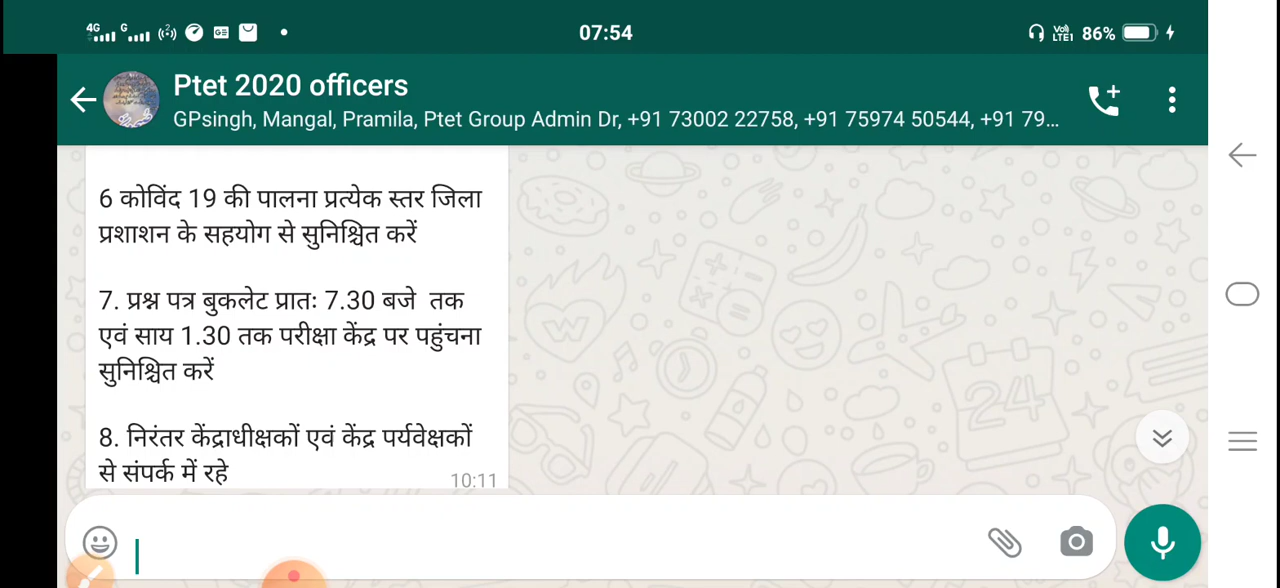 4G G 07:54 Vo) LTE1 86%
Ptet 2020 officers
GPsingh, Mangal, Pramila, Ptet Group Admin Dr, +91 73002 22758, +91 75974 50544, +91 79...
6 कोविंद 19 की पालना प्रत्येक स्तर जिला
प्रशाशन के सहयोग से सुनिश्चित करें
7. प्रश्न पत्र बुकलेट प्रातः 7.30 बजे तक
एवं साय 1.30 तक परीक्षा केंद्र पर पहुंचना
सुनिश्चित करें
8. निरंतर केंद्राधीक्षकों एवं केंद्र पर्यवेक्षकों
से संपर्क में रहे
10:11